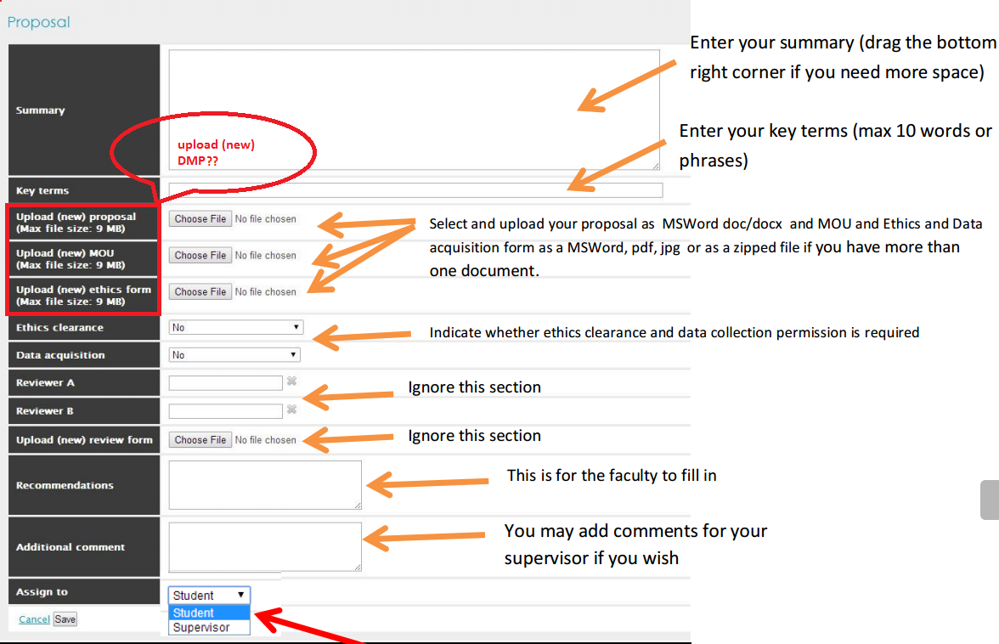 Proposal
Enter your summary (drag the bottom
right corner if you need more space)
Summary
upload (new)
DMP??
Enter your key terms (max 10 words or
phrases)
Key terms
Upload (new) proposal
(Max file size: 9 MB)
Choose File No file chosen
Select and upload your proposal as MSWord doc/docx and MOU and Ethics and Data
acquisition form as a MSWord, pdf, jpg or as a zipped file if you have more than
one document.
Upload (new) MOU
(Max file size: 9 MB)
Choose File No file chosen
Upload (new) ethics form
(Max file size: 9 MB)
Choose File No file chosen
Ethics clearance
No
Indicate whether ethics clearance and data collection permission is required
Data acquisition
No
Reviewer A
Ignore this section
Reviewer B
Upload (new) review form
Choose File No file chosen
Ignore this section
Recommendations
This is for the faculty to fill in
Additional comment
You may add comments for your
supervisor if you wish
Assign to
Student
Student
Supervisor
Cancel Save